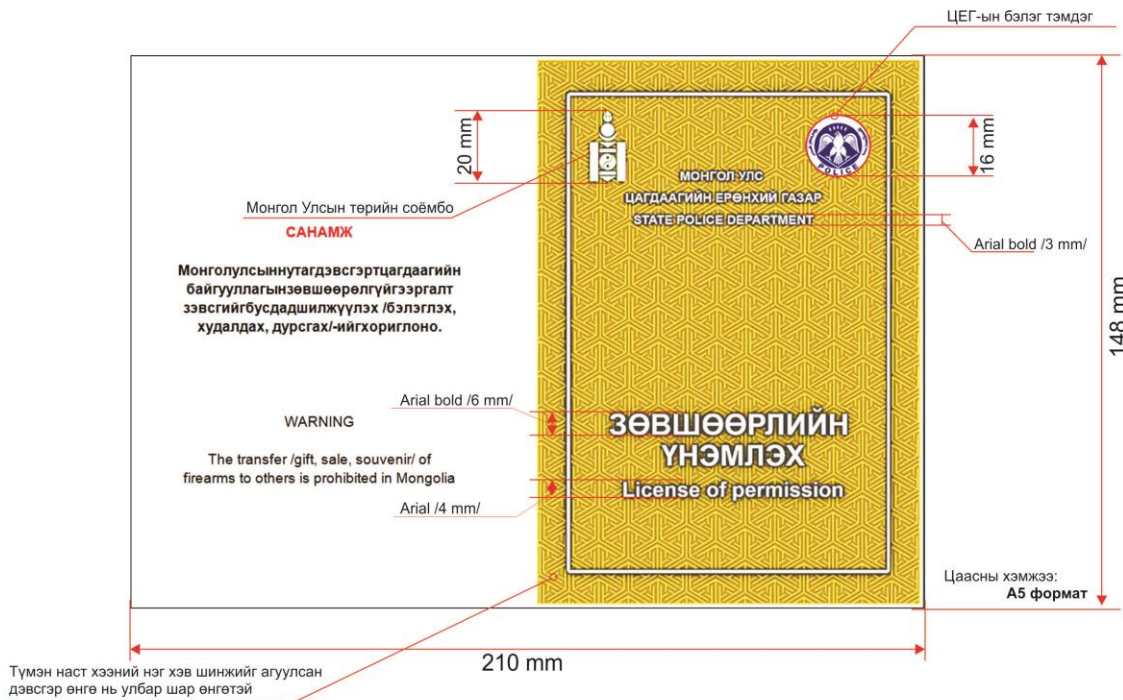 ЦЕГ-ын бэлэг тэмдэг
20 mm
16 mm
POLICE
МОНГОЛ УЛС
ЦАГДААГИЙН ЕРӨНХИЙ ГАЗАР
STATE POLICE DEPARTMENT
Монгол Улсын төрийн соёмбо
САНАМЖ
Arial bold /3 mm/
Монголулсыннутагдэвсгэртцагдаагийн
байгууллагынзөвшөөрөлгүйгээргалт
зэвсгийгбусдадшилжүүлэх /бэлэглэх,
худалдах, дурсгах/-ийгхориглоно.
148 mm
Arial bold /6 mm/
WARNING
ЗӨВШӨӨРЛИЙН
ҮНЭМЛЭХ
The transfer /gift, sale, souvenir/ of
firearms to others is prohibited in Mongolia
License of permission
Arial /4 mm/
Цаасны хэмжээ:
А5 формат
210 mm
Түмэн наст хээний нэг хэв шинжийг агуулсан
дэвсгэр өнгө нь улбар шар өнгөтэй